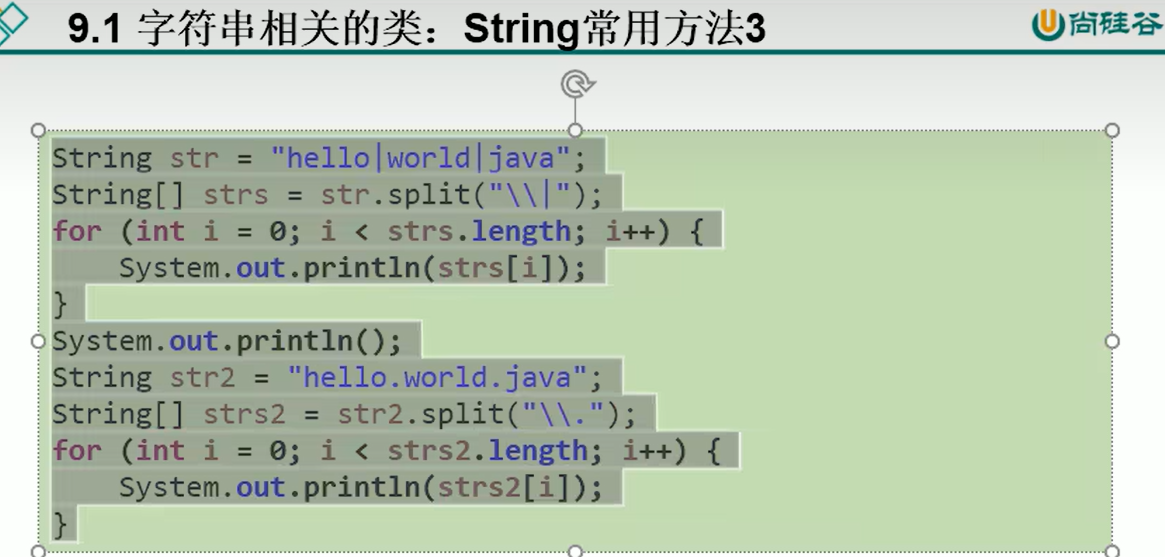 9.1 字符串相关的类：String常用方法3
尚硅谷
String str = "hello|world|java";
String[] strs = str.split("\\|");
for (int i = 0; i < strs.length; i++) {
    System.out.println(strs[i]);
}
System.out.println();
String str2 = "hello.world.java";
String[] strs2 = str2.split("\\.");
for (int i = 0; i < strs2.length; i++) {
    System.out.println(strs2[i]);
}